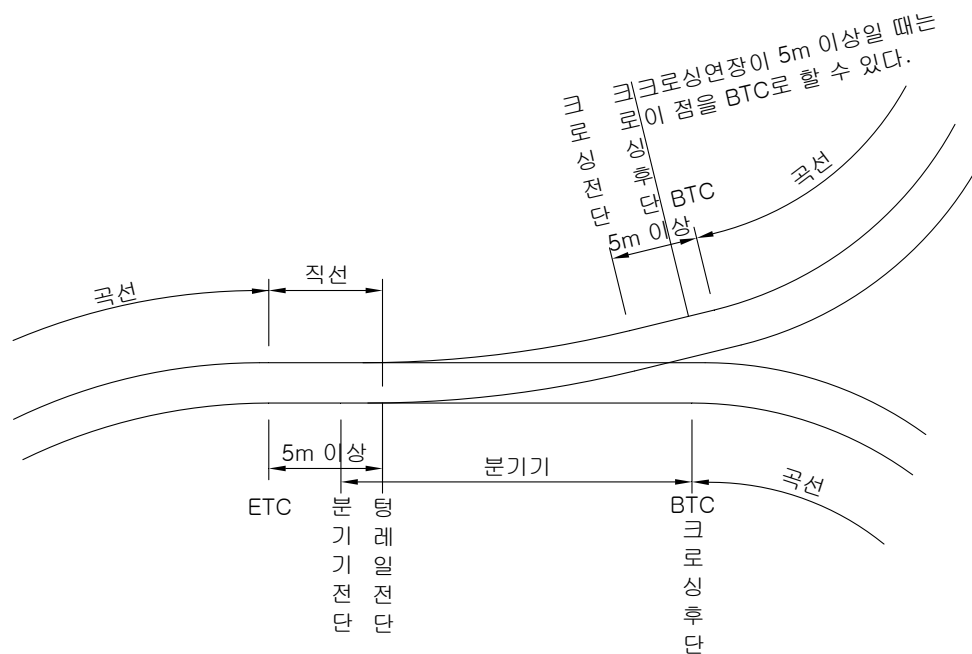 크로싱연장이 5m 이상일 때는
이 점을 BTC로 할 수 있다.
크로싱전단
크로싱후단
BTC
5m 이상
곡선
직선
곡선
5m 이상
분기기
ETC
분기기전단
텅레일전단
BTC
크로싱후단
곡선